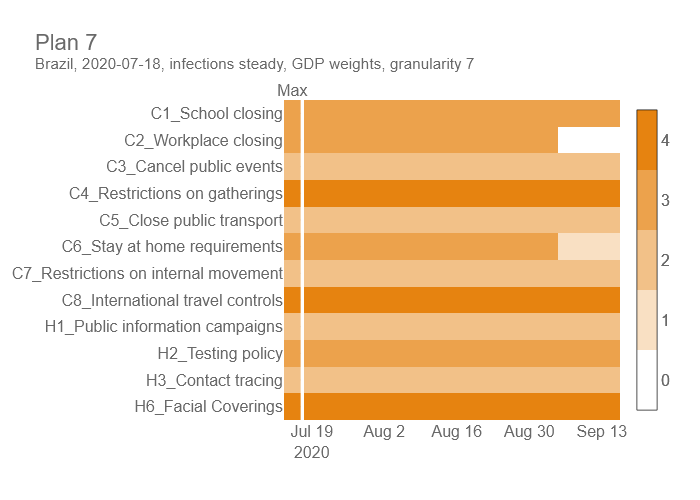 Plan 7
Brazil, 2020-07-18, infections steady, GDP weights, granularity 7
Max
C1_School closing
C2_Workplace closing
C3_Cancel public events
C4_Restrictions on gatherings
C5_Close public transport
C6_Stay at home requirements
C7_Restrictions on internal movement
C8_International travel controls
H1_Public information campaigns
H2_Testing policy
H3_Contact tracing
H6_Facial Coverings
Jul 19 Aug 2 Aug 16 Aug 30 Sep 13
2020
4
3
2
1
0